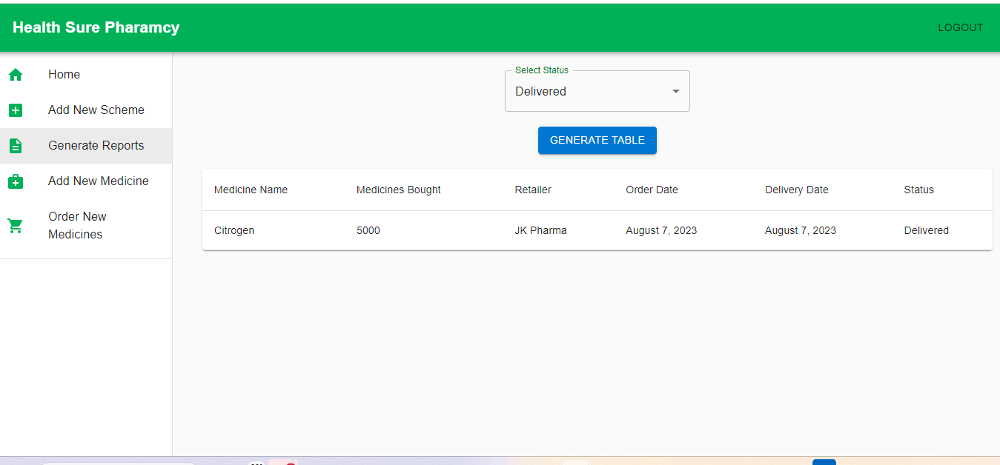 Health Sure Pharamcy
LOGOUT
Home
Add New Scheme
Generate Reports
Add New Medicine
Order New
Medicines
Select Status
Delivered
GENERATE TABLE
Medicine Name Medicines Bought Retailer Order Date Delivery Date Status
Citrogen 5000 JK Pharma August 7, 2023 August 7, 2023 Delivered